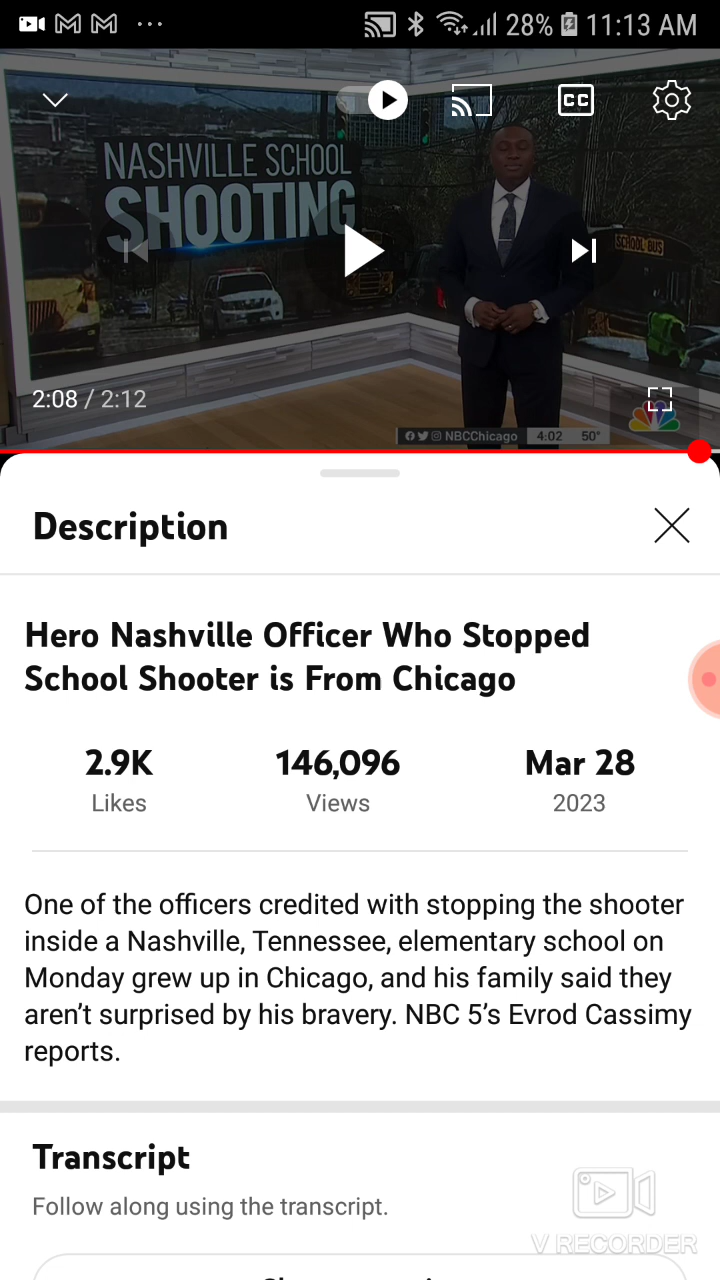 28% 11:13 AM
CC
NASHVILLE SCHOOL
SHOOTING
SCHOOL BUS
2:08 / 2:12
NBCChicago 4:02 50°
Description
Hero Nashville Officer Who Stopped
School Shooter is From Chicago
2.9K 146,096 Mar 28
Likes Views 2023
One of the officers credited with stopping the shooter
inside a Nashville, Tennessee, elementary school on
Monday grew up in Chicago, and his family said they
aren’t surprised by his bravery. NBC 5’s Evrod Cassimy
reports.
Transcript
Follow along using the transcript.
V RECORDER